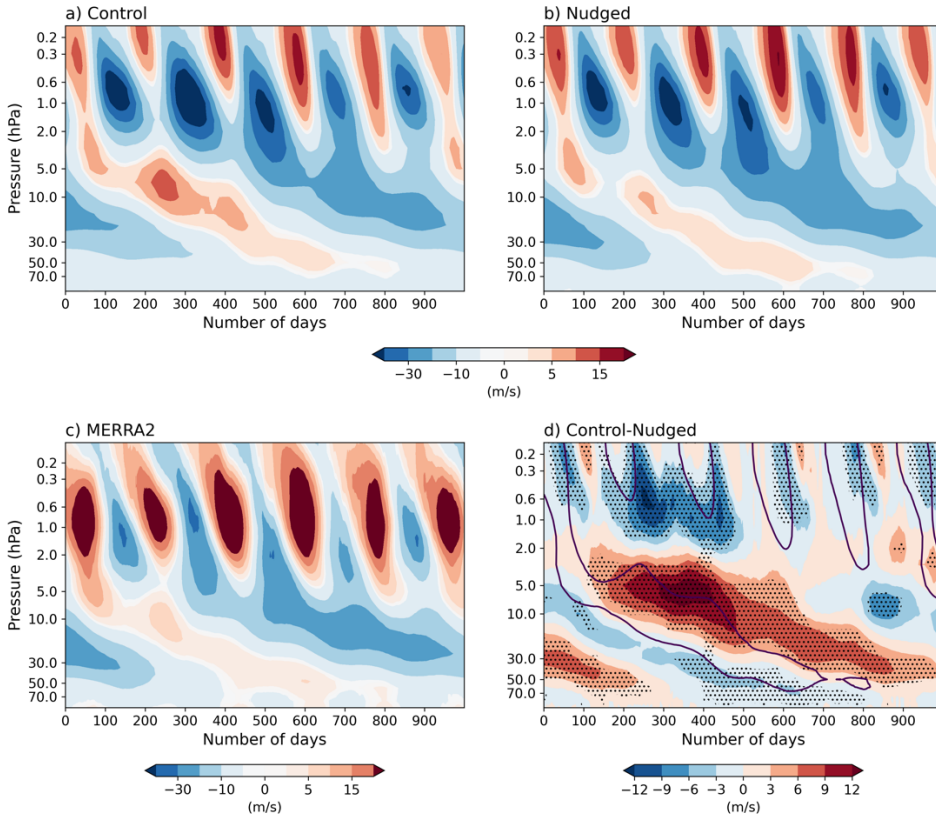 a) Control
b) Nudged
Pressure (hPa)
0.2
0.3
0.6
1.0
2.0
5.0
10.0
30.0
50.0
70.0
0 100 200 300 400 500 600 700 800 900
Number of days
0.2
0.3
0.6
1.0
2.0
5.0
10.0
30.0
50.0
70.0
0 100 200 300 400 500 600 700 800 900
Number of days
−30 −10 0 5 15
(m/s)
c) MERRA2
d) Control-Nudged
Pressure (hPa)
0.2
0.3
0.6
1.0
2.0
5.0
10.0
30.0
50.0
70.0
0 100 200 300 400 500 600 700 800 900
Number of days
0.2
0.3
0.6
1.0
2.0
5.0
10.0
30.0
50.0
70.0
0 100 200 300 400 500 600 700 800 900
Number of days
−30 −10 0 5 15
(m/s)
−12 −9 −6 −3 0 3 6 9 12
m/s